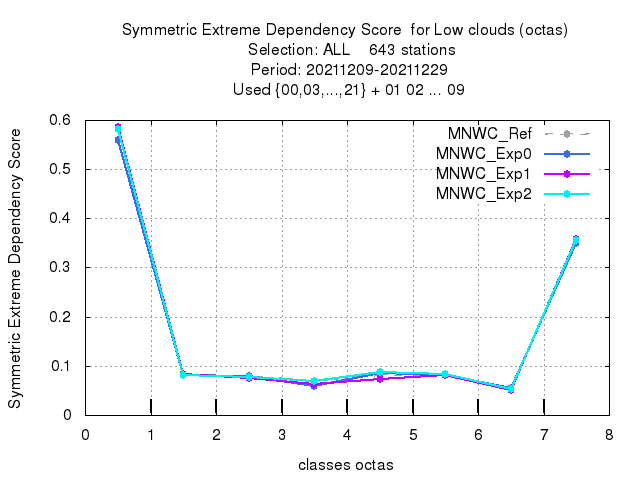 Symmetric Extreme Dependency Score  for Low clouds (octas)
Selection: ALL    643 stations
Period: 20211209-20211229
Used {00,03,...,21} + 01 02 ... 09
MNWC_Ref
MNWC_Exp0
MNWC_Exp1
MNWC_Exp2
Symmetric Extreme Dependency Score
0.6
0.5
0.4
0.3
0.2
0.1
0
0 1 2 3 4 5 6 7 8
classes octas